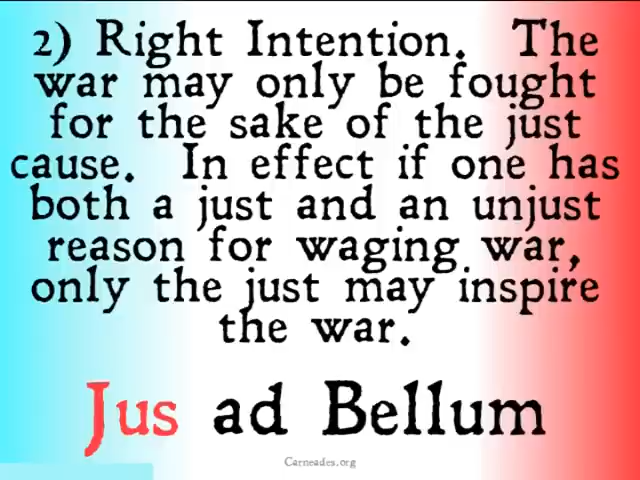 2) Right Intention. The
war may only be fought
for the sake of the just
cause. In effect if one has
both a just and an unjust
reason for waging war,
only the just may inspire
the war.
Jus ad Bellum
Carneades.org